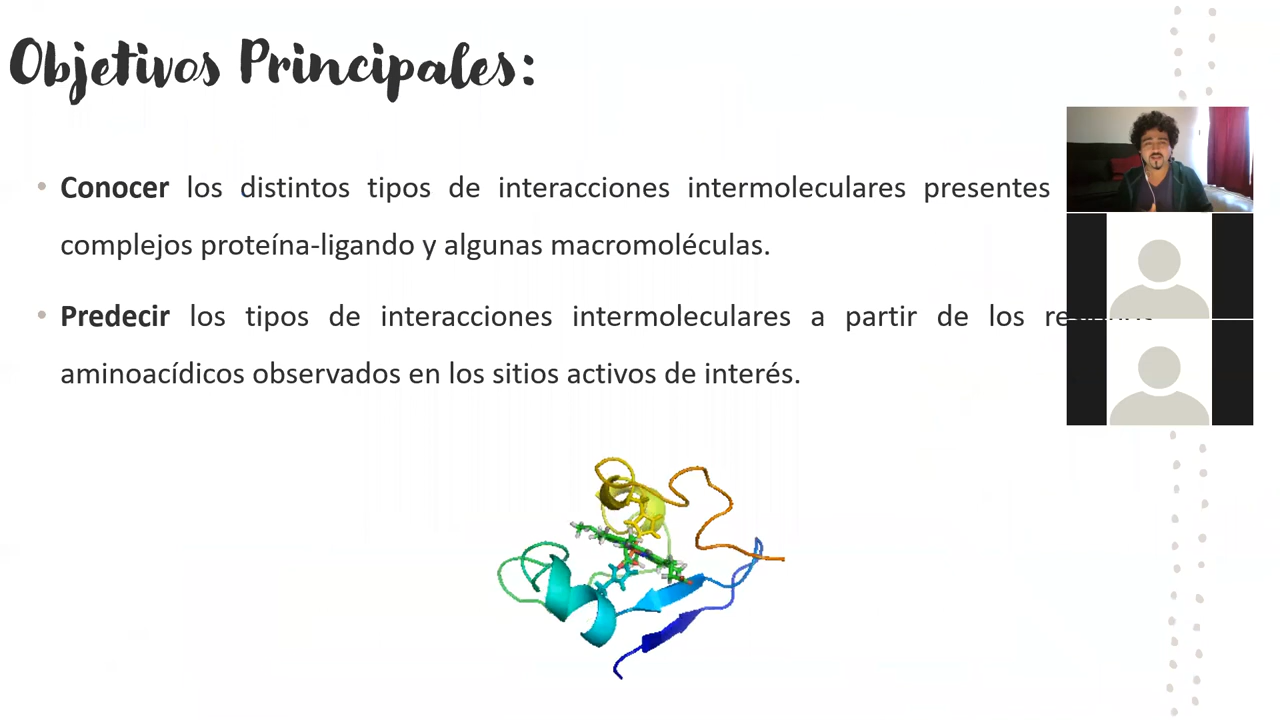 Objetivos Principales:
• Conocer los distintos tipos de interacciones intermoleculares presentes
complejos proteína-ligando y algunas macromoléculas.
• Predecir los tipos de interacciones intermoleculares a partir de los
aminoacídicos observados en los sitios activos de interés.